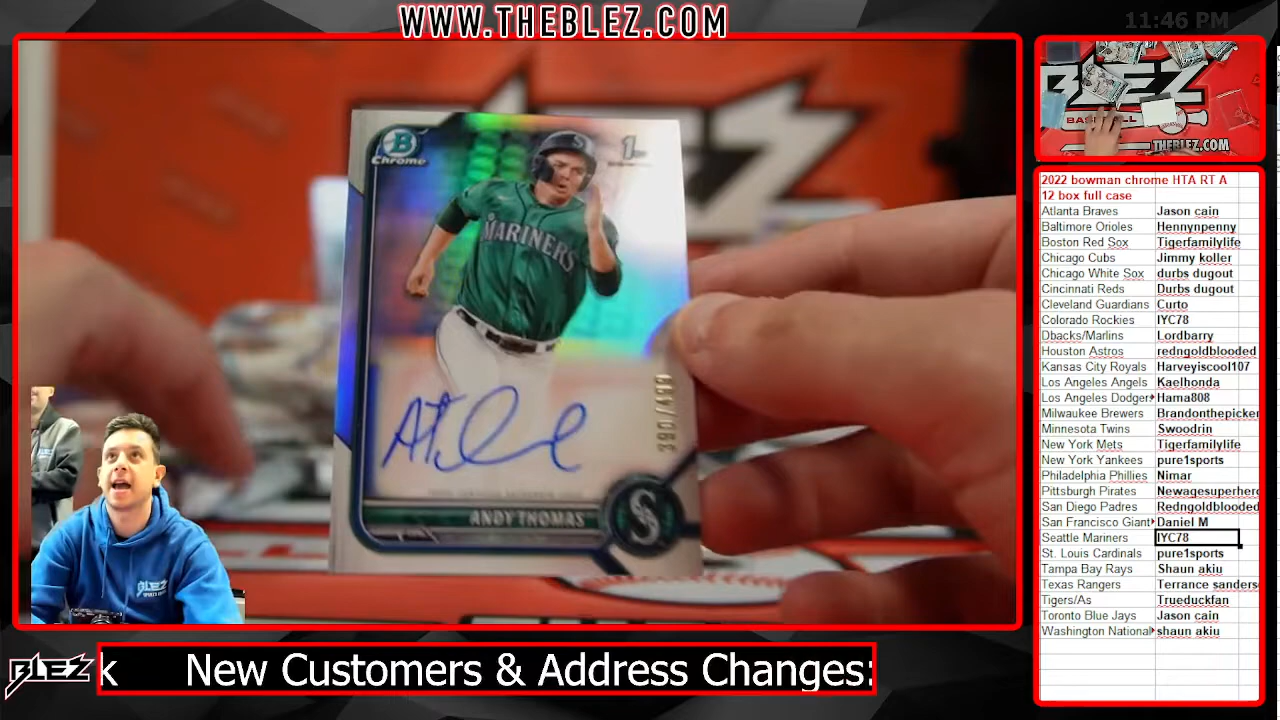 WWW.THEBLEZ.COM
11:46 PM
Chrome
1st
MARINERS
390/499
ANDY THOMAS
S
BLEZ
BASEBALL
THEBLEZ.COM
2022 bowman chrome HTA RT A
12 box full case
Atlanta Braves Jason cain
Baltimore Orioles Hennynpenny
Boston Red Sox Tigerfamilylife
Chicago Cubs Jimmy koller
Chicago White Sox durbs dugout
Cincinnati Reds Durbs dugout
Cleveland Guardians Curto
Colorado Rockies IYC78
Dbacks/Marlins Lordbarry
Houston Astros redngoldblooded
Kansas City Royals Harveyiscool107
Los Angeles Angels Kaelhonda
Los Angeles Dodger Hama808
Milwaukee Brewers Brandonthepicker
Minnesota Twins Swoodrin
New York Mets Tigerfamilylife
New York Yankees pure1sports
Philadelphia Phillies Nimar
Pittsburgh Pirates Newagesuperhero
San Diego Padres Redngoldblooded
San Francisco Giant Daniel M
Seattle Mariners IYC78
St. Louis Cardinals pure1sports
Tampa Bay Rays Shaun akiu
Texas Rangers Terrance sanders
Tigers/As Trueduckfan
Toronto Blue Jays Jason cain
Washington National shaun akiu
BLEZ
BLEZ k New Customers & Address Changes: